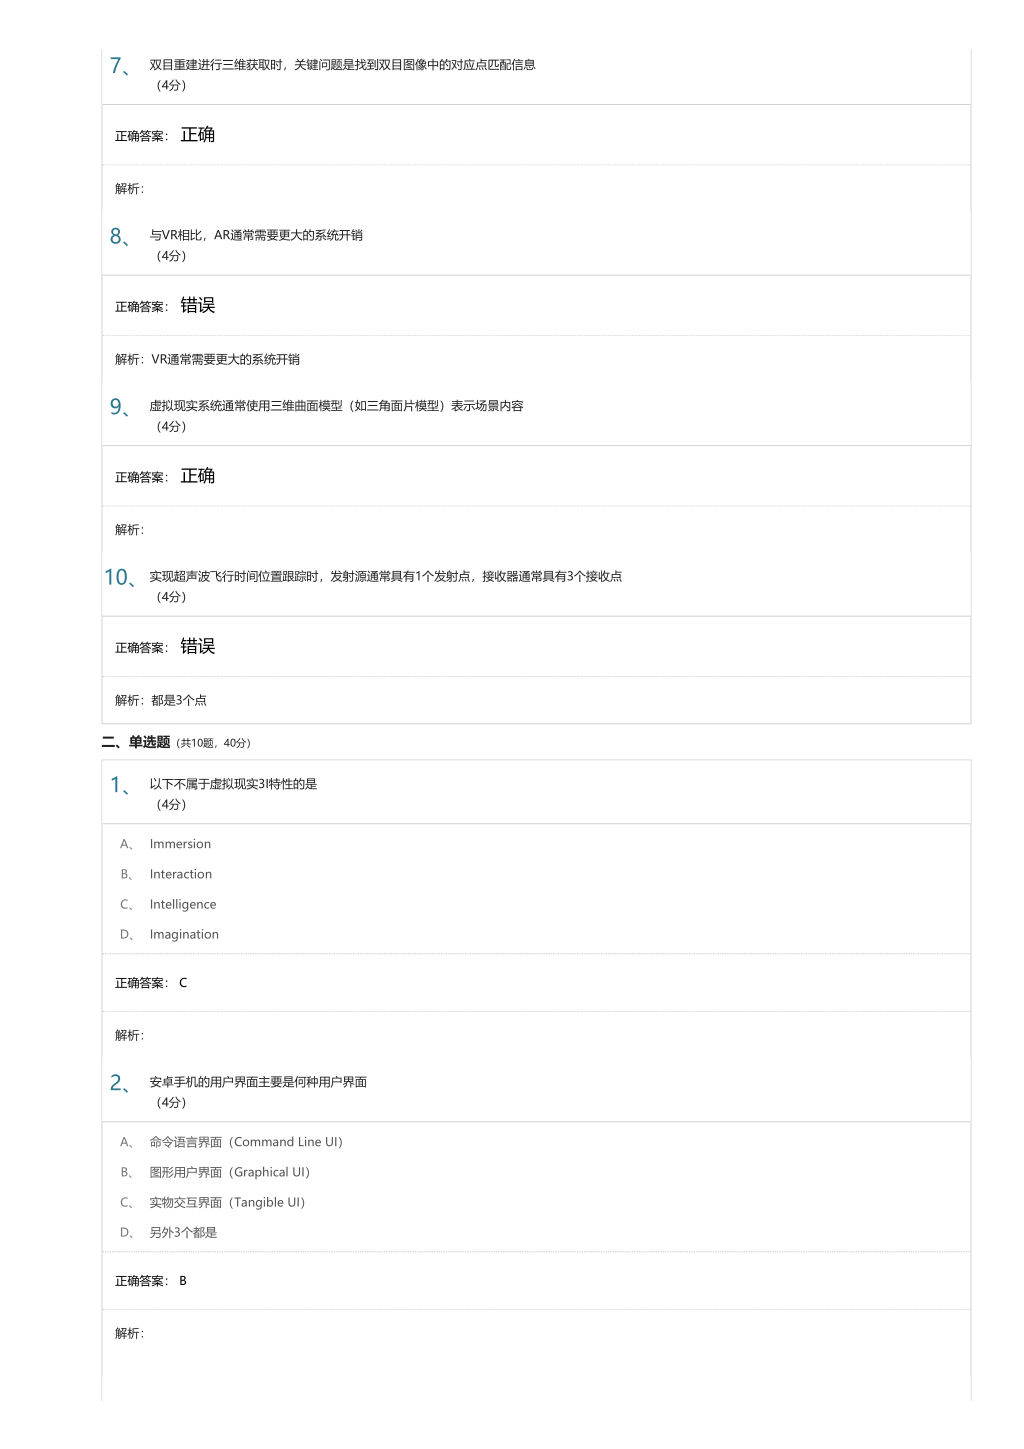 7、 双目重建进行三维获取时，关键问题是找到双目图像中的对应点匹配信息
（4分）
正确答案： 正确
解析：
8、 与VR相比，AR通常需要更大的系统开销
（4分）
正确答案： 错误
解析：VR通常需要更大的系统开销
9、 虚拟现实系统通常使用三维曲面模型（如三角面片模型）表示场景内容
（4分）
正确答案： 正确
解析：
10、 实现超声波飞行时间位置跟踪时，发射源通常具有1个发射点，接收器通常具有3个接收点
（4分）
正确答案： 错误
解析：都是3个点
二、单选题（共10题，40分）
1、 以下不属于虚拟现实3I特性的是
（4分）
A、 Immersion
B、 Interaction
C、 Intelligence
D、 Imagination
正确答案： C
解析：
2、 安卓手机的用户界面主要是何种用户界面
（4分）
A、 命令语言界面（Command Line UI）
B、 图形用户界面（Graphical UI）
C、 实物交互界面（Tangible UI）
D、 另外3个都是
正确答案： B
解析：